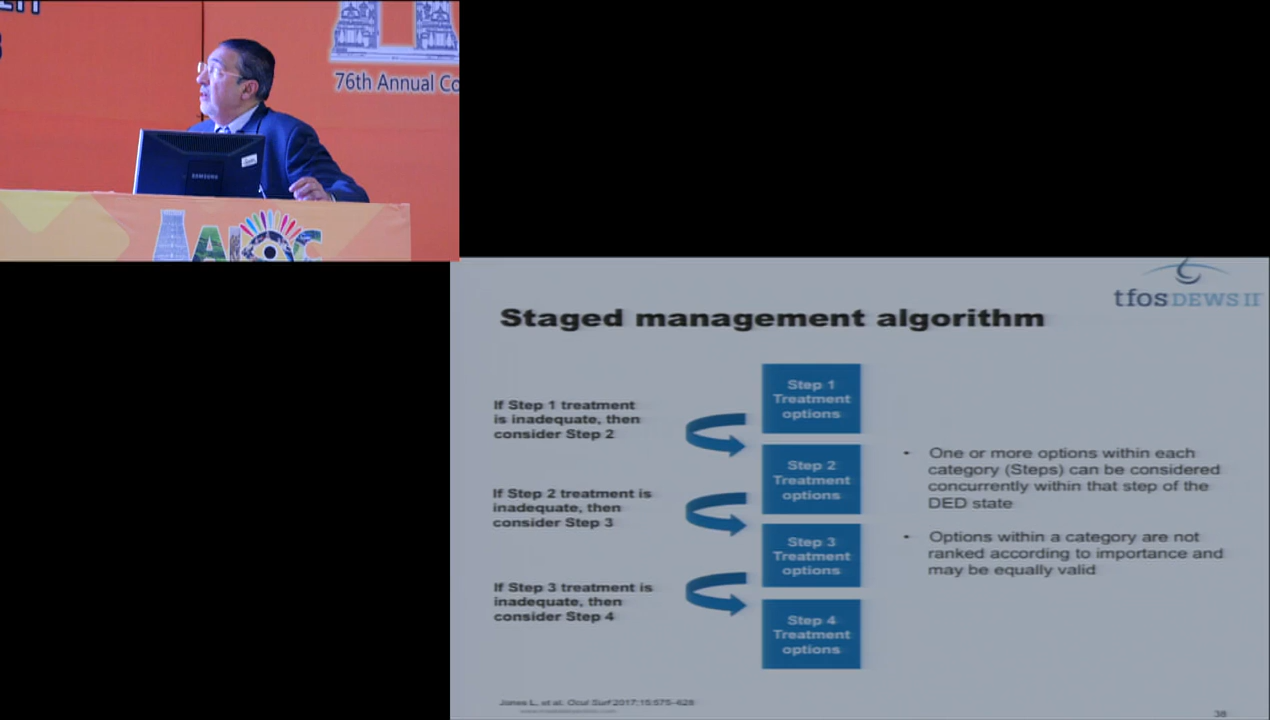 76th Annual Co
SAMSUNG
AIOC
tfos DEWS II
Staged management algorithm
Step 1
Treatment
options
If Step 1 treatment
is inadequate, then
consider Step 2
Step 2
Treatment
options
If Step 2 treatment is
inadequate, then
consider Step 3
Step 3
Treatment
options
If Step 3 treatment is
inadequate, then
consider Step 4
Step 4
Treatment
options
• One or more options within each
category (Steps) can be considered
concurrently within that step of the
DED state
• Options within a category are not
ranked according to importance and
may be equally valid
Jones L, et al. Ocul Surf 2017;15:575-628
38